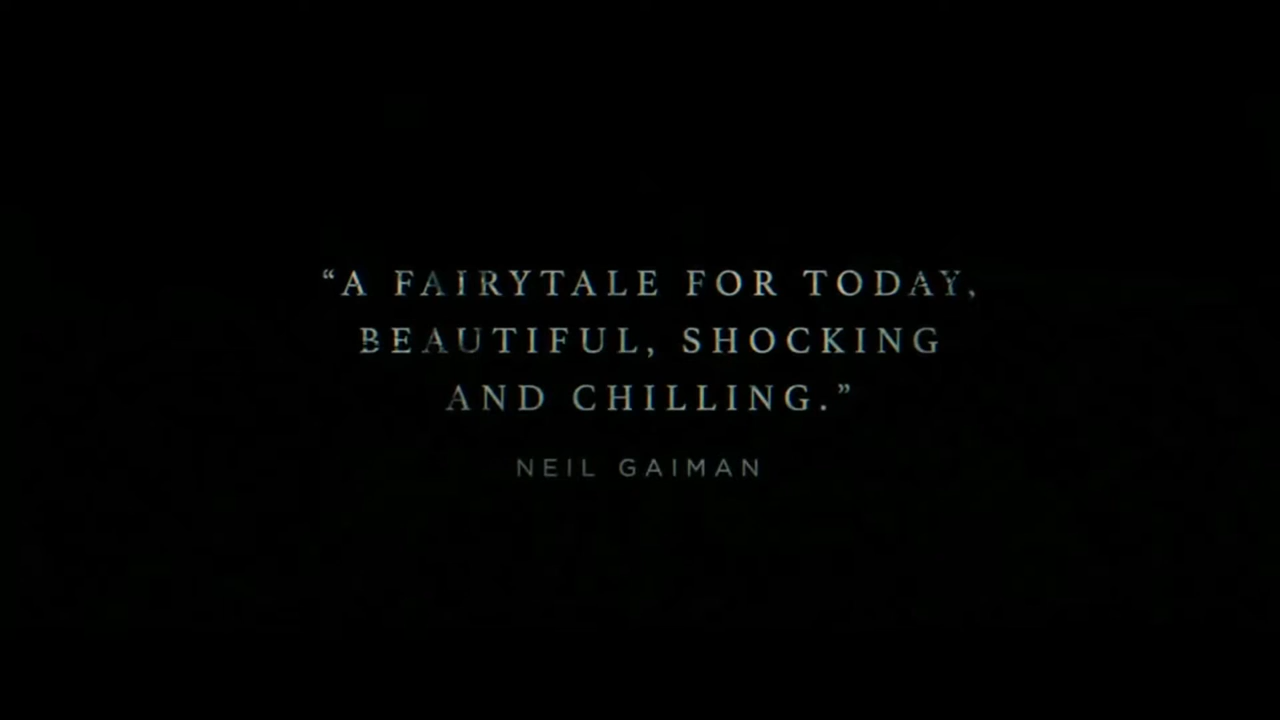 “A FAIRYTALE FOR TODAY,
BEAUTIFUL, SHOCKING
AND CHILLING.”
NEIL GAIMAN